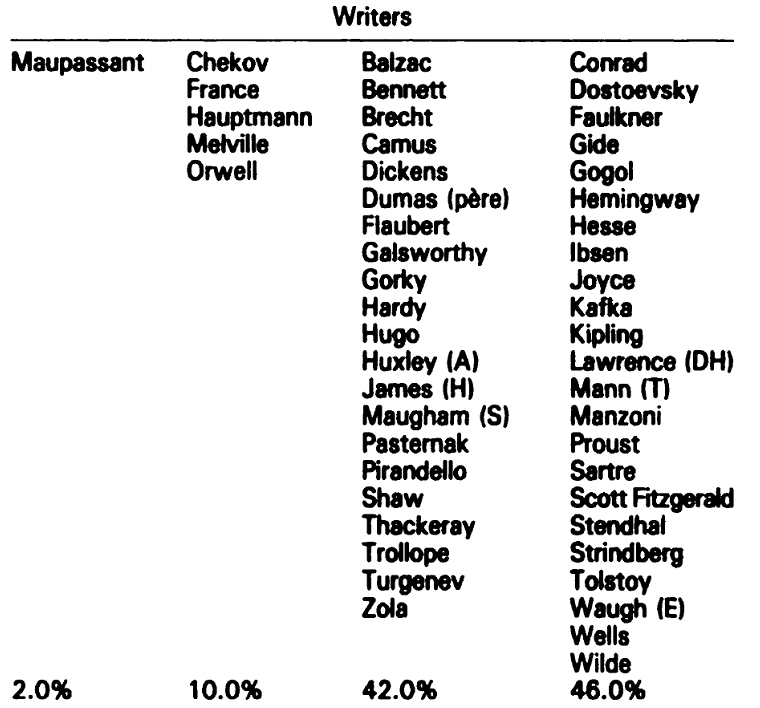 Writers
Maupassant Chekov Balzac Conrad
France Bennett Dostoevsky
Hauptmann Brecht Faulkner
Melville Camus Gide
Orwell Dickens Gogol
Dumas (père) Hemingway
Flaubert Hesse
Galsworthy Ibsen
Gorky Joyce
Hardy Kafka
Hugo Kipling
Huxley (A) Lawrence (DH)
James (H) Mann (T)
Maugham (S) Manzoni
Pasternak Proust
Pirandello Sartre
Shaw Scott Fitzgerald
Thackeray Stendhal
Trollope Strindberg
Turgenev Tolstoy
Zola Waugh (E)
Wells
Wilde
2.0% 10.0% 42.0% 46.0%